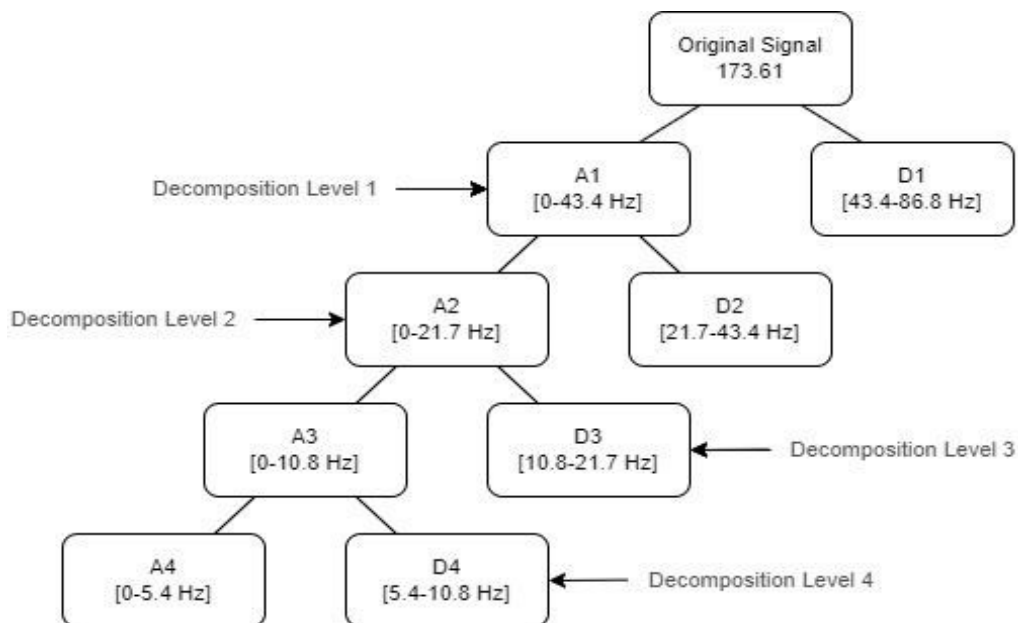 Original Signal
173.61
Decomposition Level 1
A1
[0-43.4 Hz]
D1
[43.4-86.8 Hz]
Decomposition Level 2
A2
[0-21.7 Hz]
D2
[21.7-43.4 Hz]
A3
[0-10.8 Hz]
D3
[10.8-21.7 Hz]
Decomposition Level 3
A4
[0-5.4 Hz]
D4
[5.4-10.8 Hz]
Decomposition Level 4